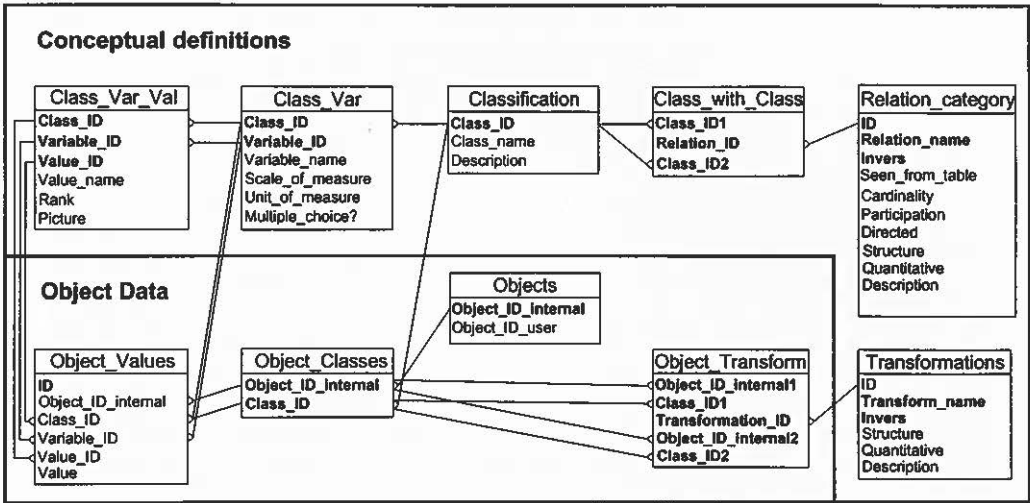 Conceptual definitions
Class_Var_Val
Class_ID
Variable_ID
Value_ID
Value_name
Rank
Picture
Class_Var
Class_ID
Variable_ID
Variable_name
Scale_of_measure
Unit_of_measure
Multiple_choice?
Classification
Class_ID
Class_name
Description
Class_with_Class
Class_ID1
Relation_ID
Class_ID2
Relation_category
ID
Relation_name
Invers
Seen_from_table
Cardinality
Participation
Directed
Structure
Quantitative
Description
Object Data
Objects
Object_ID_internal
Object_ID_user
Object_Values
ID
Object_ID_internal
Class_ID
Variable_ID
Value_ID
Value
Object_Classes
Object_ID_internal
Class_ID
Object_Transform
Object_ID_internal1
Class_ID1
Transformation_ID
Object_ID_internal2
Class_ID2
Transformations
ID
Transform_name
Invers
Structure
Quantitative
Description